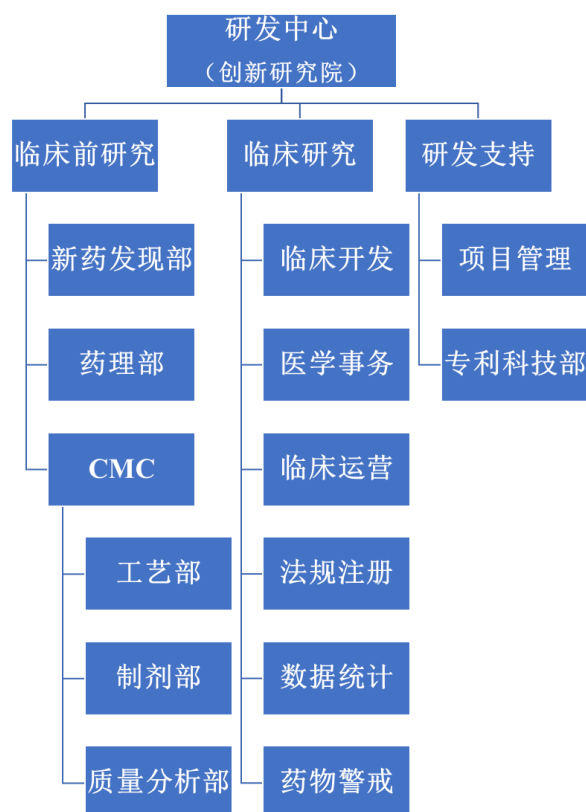 研发中心
（创新研究院）
临床前研究
临床研究
研发支持
新药发现部
临床开发
项目管理
药理部
医学事务
专利科技部
CMC
临床运营
工艺部
法规注册
制剂部
数据统计
质量分析部
药物警戒